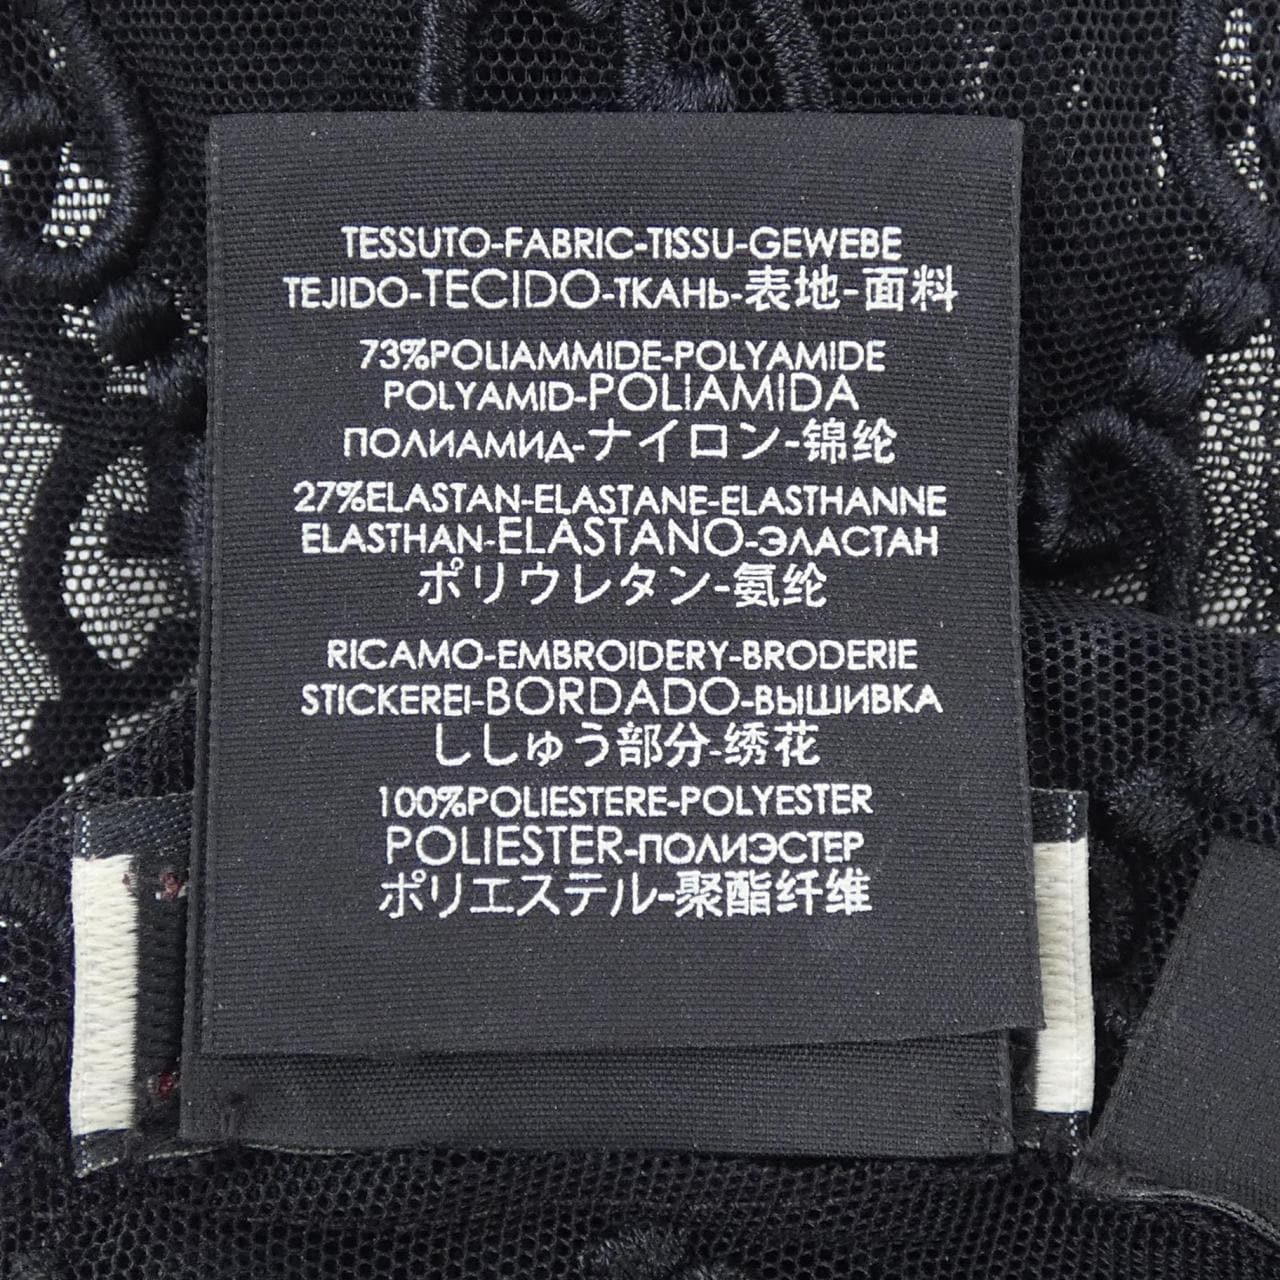 TESSUTO-FABRIC-TISSU-GEWEBE
TEJIDO-TECIDO-ТКАНЬ-表地-面料
73%POLIAMMIDE-POLYAMIDE
POLYAMID-POLIAMIDA
ПОЛИАМИД-ナイロン-锦纶
27%ELASTAN-ELASTANE-ELASTHANNE
ELASTHAN-ELASTANO-ЭЛАСТАН
ポリウレタン-氨纶
RICAMO-EMBROIDERY-BRODERIE
STICKEREI-BORDADO-ВЫШИВКА
ししゅう部分-绣花
100%POLIESTERE-POLYESTER
POLIESTER-ПОЛИЭСТЕР
ポリエステル-聚酯纤维